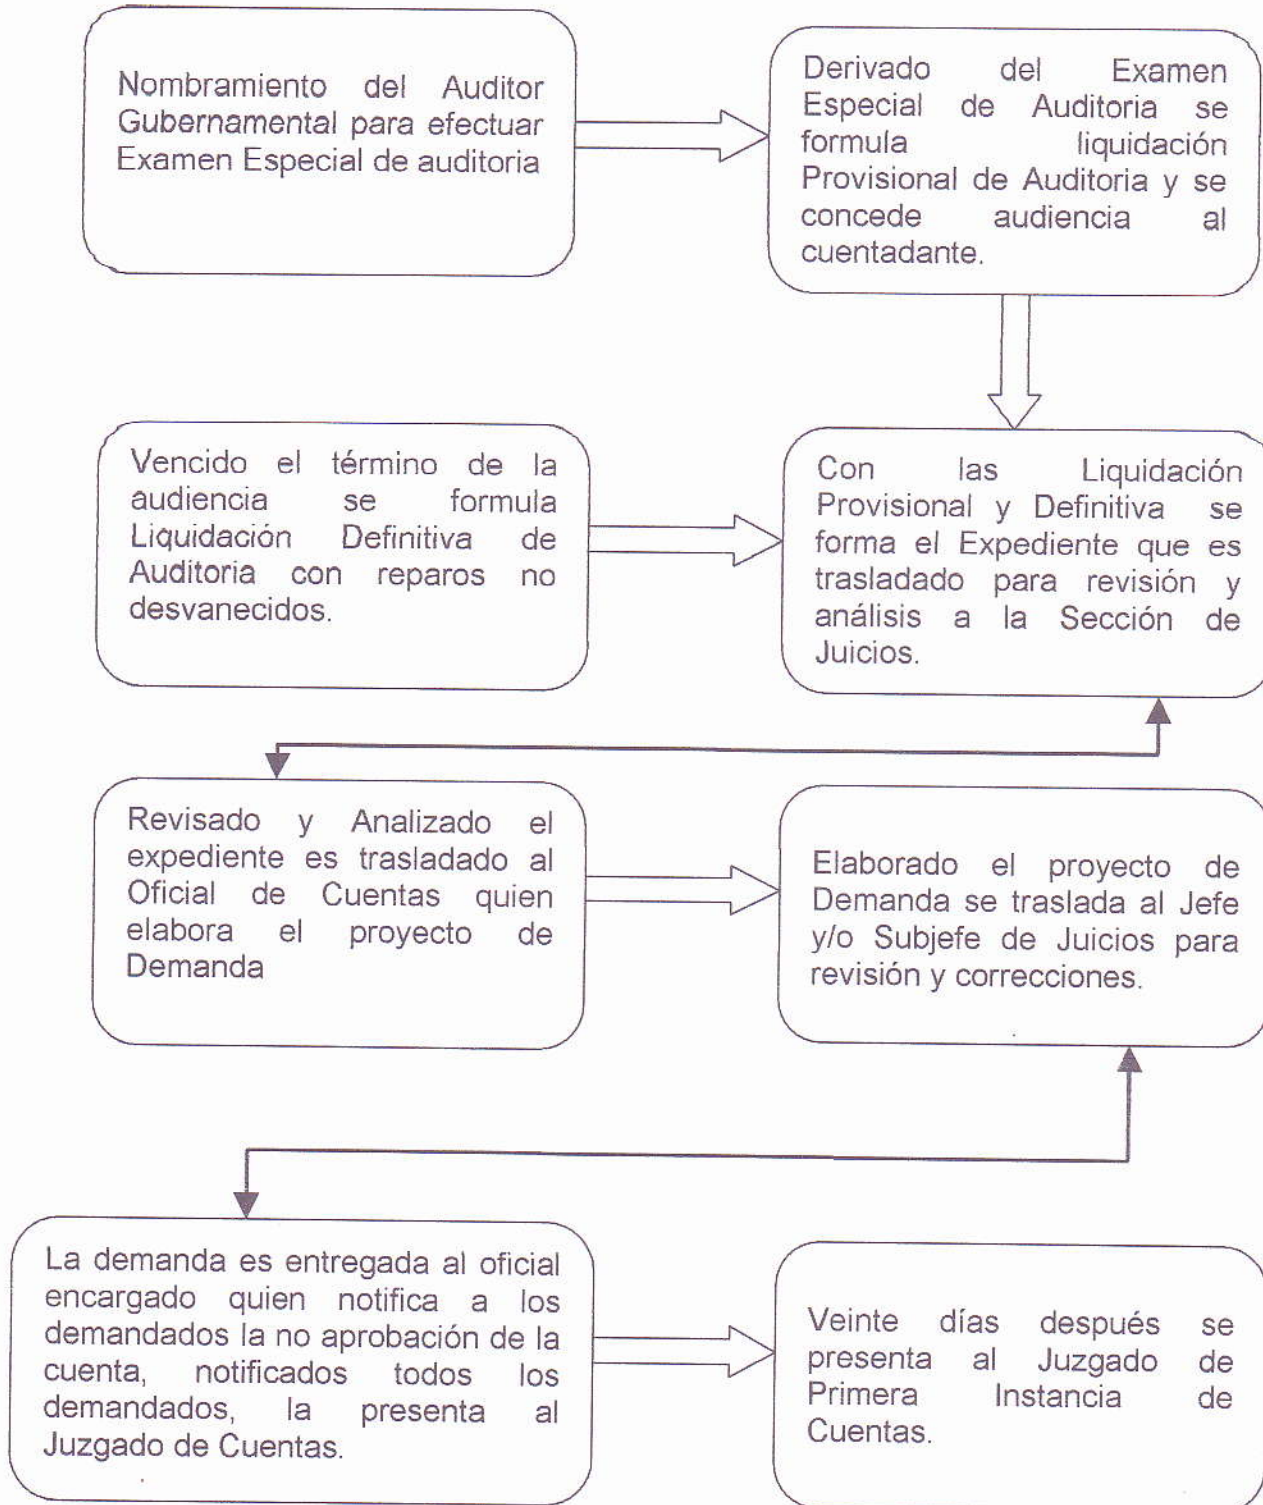 Nombramiento del Auditor
Gubernamental para efectuar
Examen Especial de auditoria
Derivado del Examen
Especial de Auditoria se
formula liquidación
Provisional de Auditoria y se
concede audiencia al
cuentadante.
Vencido el término de la
audiencia se formula
Liquidación Definitiva de
Auditoria con reparos no
desvanecidos.
Con las Liquidación
Provisional y Definitiva se
forma el Expediente que es
trasladado para revisión y
análisis a la Sección de
Juicios.
Revisado y Analizado el
expediente es trasladado al
Oficial de Cuentas quien
elabora el proyecto de
Demanda
Elaborado el proyecto de
Demanda se traslada al Jefe
y/o Subjefe de Juicios para
revisión y correcciones.
La demanda es entregada al oficial
encargado quien notifica a los
demandados la no aprobación de la
cuenta, notificados todos los
demandados, la presenta al
Juzgado de Cuentas.
Veinte días después se
presenta al Juzgado de
Primera Instancia de
Cuentas.